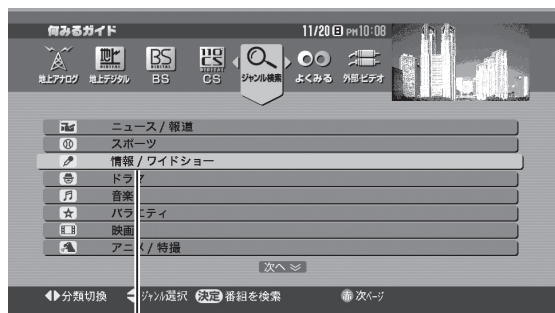 何みるガイド 11/20日 PM10:08
地上アナログ 地上デジタル BS CS ジャンル検索 よくみる 外部ビデオ
ニュース / 報道
スポーツ
情報 / ワイドショー
ドラマ
音楽
バラエティ
映画
アニメ / 特撮
次へ
分類切換 ジャンル選択 決定 番組を検索 赤 次ページ